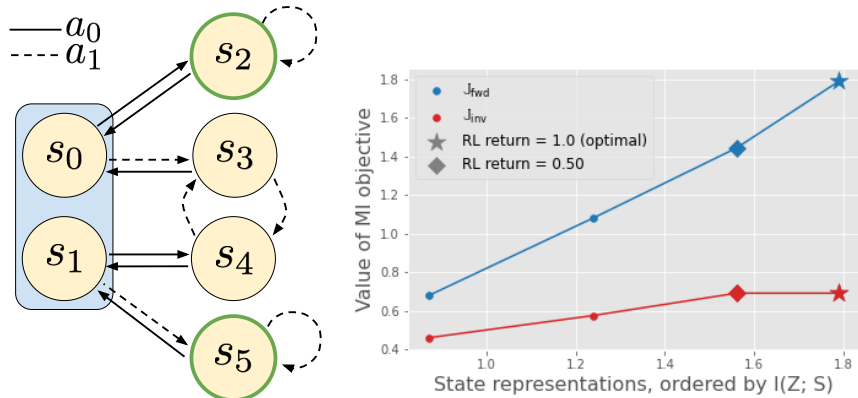 a₀
a₁
s₂
s₀
s₃
s₁
s₄
s₅
Value of MI objective
1.8
1.6
1.4
1.2
1.0
0.8
0.6
0.4
J_fwd
J_inv
RL return = 1.0 (optimal)
RL return = 0.50
1.0 1.2 1.4 1.6 1.8
State representations, ordered by I(Z; S)